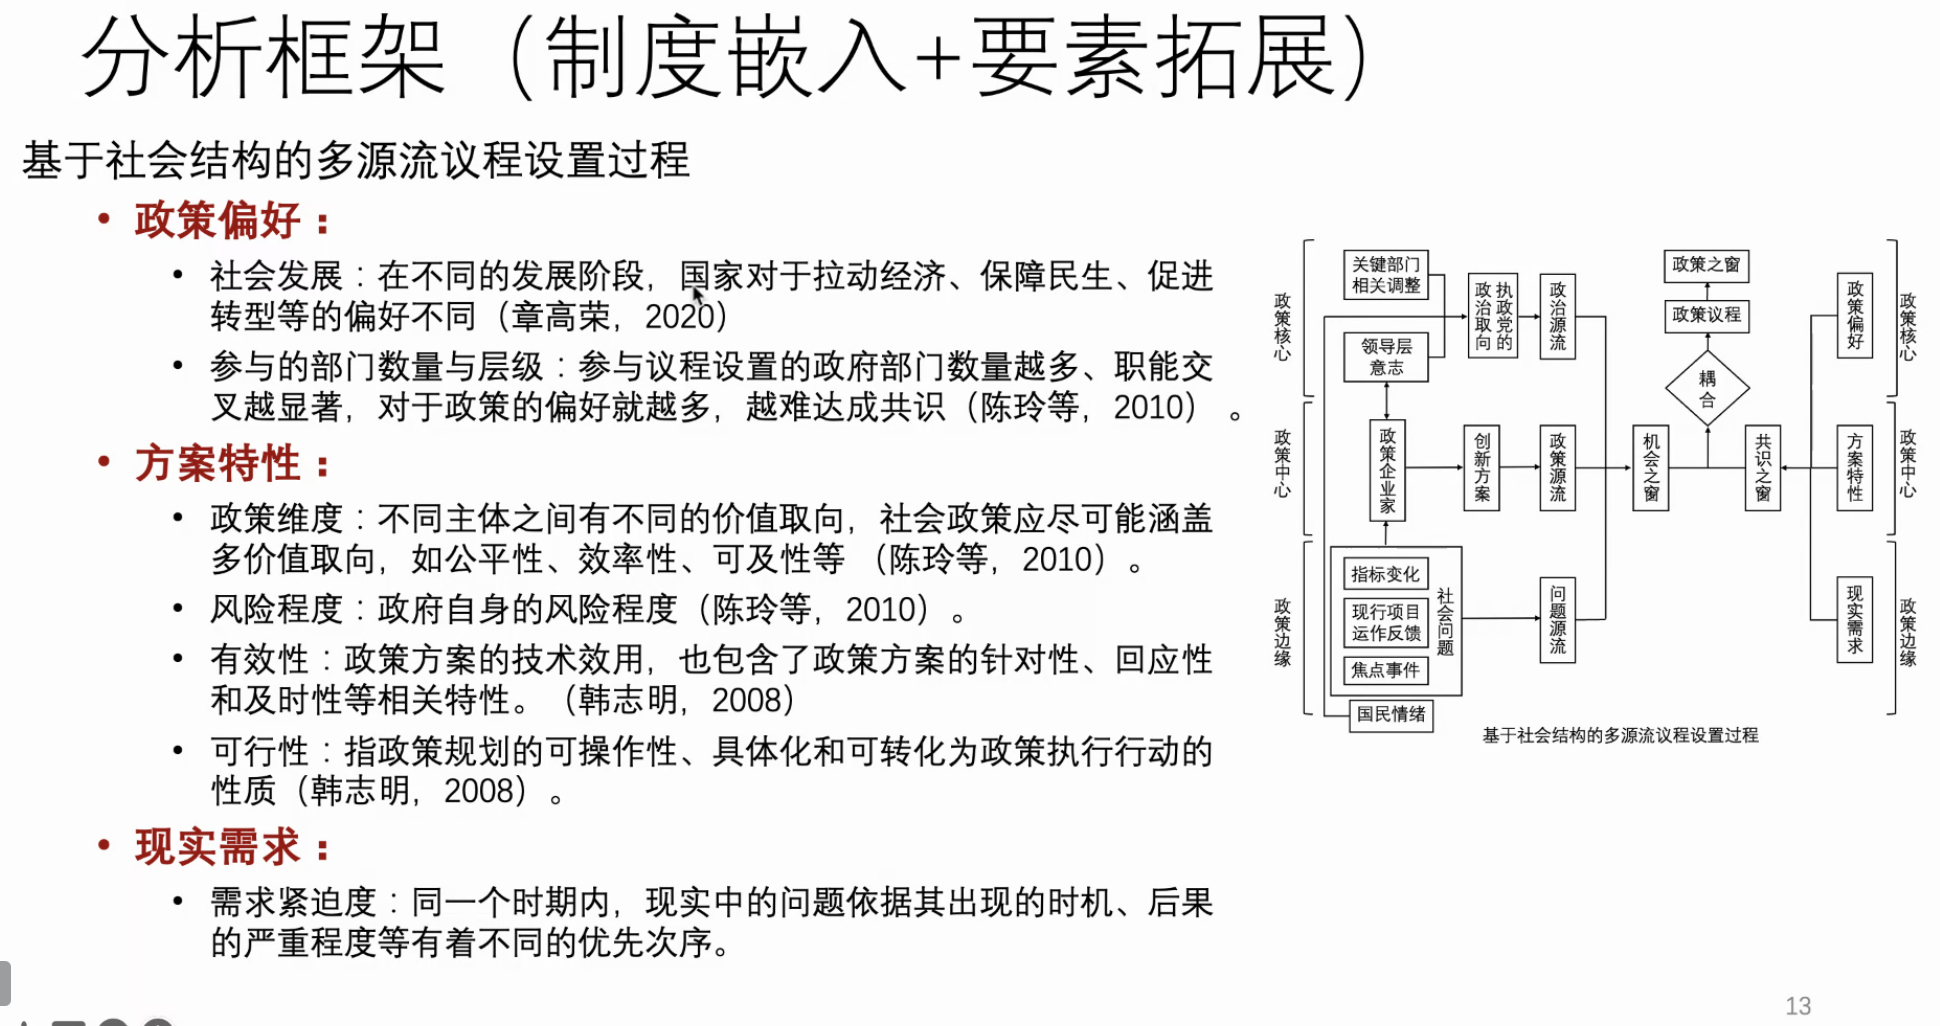 分析框架（制度嵌入+要素拓展）
基于社会结构的多源流议程设置过程
• 政策偏好：
• 社会发展：在不同的发展阶段，国家对于拉动经济、保障民生、促进
转型等的偏好不同（章高荣，2020）
• 参与的部门数量与层级：参与议程设置的政府部门数量越多、职能交
叉越显著，对于政策的偏好就越多，越难达成共识（陈玲等，2010）。
• 方案特性：
• 政策维度：不同主体之间有不同的价值取向，社会政策应尽可能涵盖
多价值取向，如公平性、效率性、可及性等 （陈玲等，2010）。
• 风险程度：政府自身的风险程度（陈玲等，2010）。
• 有效性：政策方案的技术效用，也包含了政策方案的针对性、回应性
和及时性等相关特性。（韩志明，2008）
• 可行性：指政策规划的可操作性、具体化和可转化为政策执行行动的
性质（韩志明，2008）。
• 现实需求：
• 需求紧迫度：同一个时期内，现实中的问题依据其出现的时机、后果
的严重程度等有着不同的优先次序。
政策核心
政策中心
政策边缘
关键部门
相关调整
领导层
意志
执政党的
政治取向
政治源流
政策企业家
创新方案
政策源流
指标变化
现行项目
运作反馈
焦点事件
社会问题
国民情绪
问题源流
机会之窗
政策之窗
政策议程
耦合
共识之窗
政策偏好
方案特性
现实需求
政策核心
政策中心
政策边缘
基于社会结构的多源流议程设置过程
13